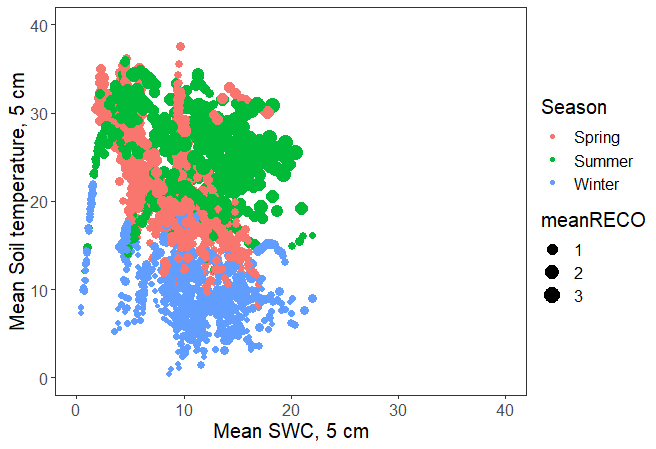 Mean Soil temperature, 5 cm
40
30
20
10
0
0 10 20 30 40
Mean SWC, 5 cm
Season
Spring
Summer
Winter
meanRECO
1
2
3